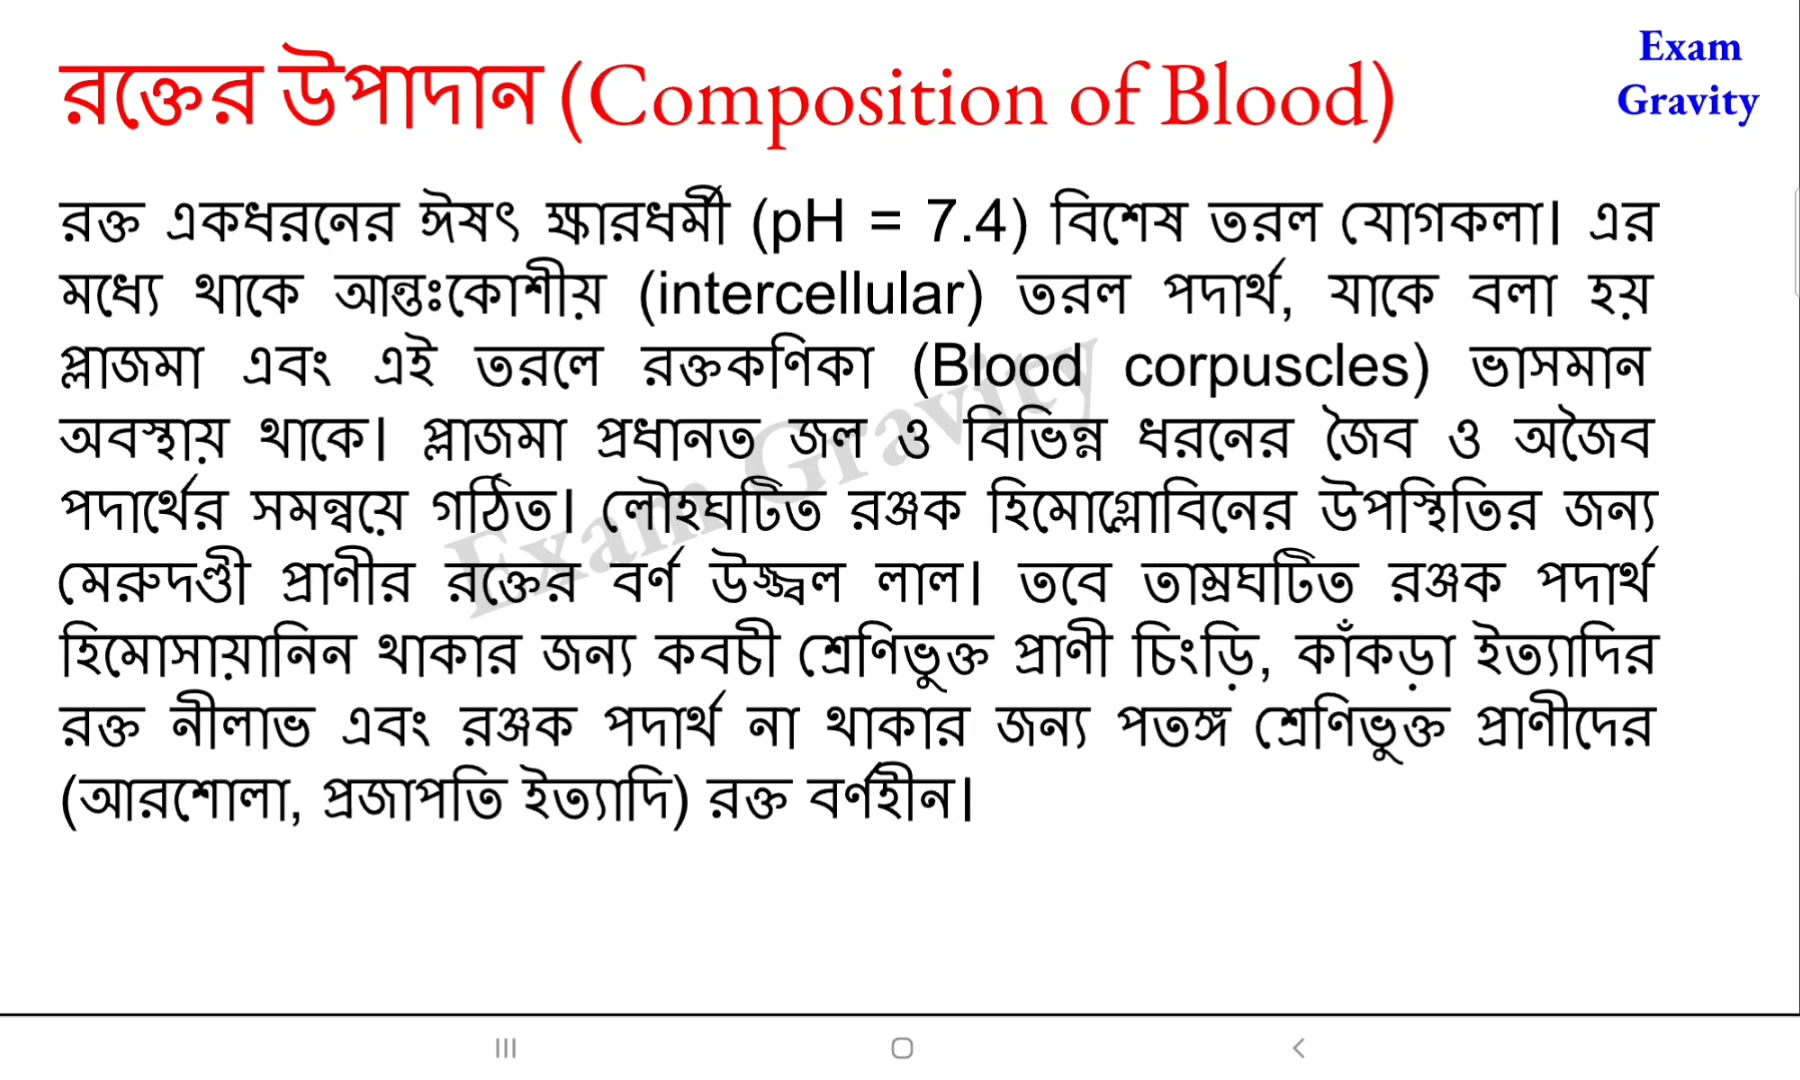 রক্তের উপাদান (Composition of Blood)
Exam
Gravity
রক্ত একধরনের ঈষৎ ক্ষারধর্মী (pH = 7.4) বিশেষ তরল যোগকলা। এর
মধ্যে থাকে আন্তঃকোশীয় (intercellular) তরল পদার্থ, যাকে বলা হয়
প্লাজমা এবং এই তরলে রক্তকণিকা (Blood corpuscles) ভাসমান
অবস্থায় থাকে। প্লাজমা প্রধানত জল ও বিভিন্ন ধরনের জৈব ও অজৈব
পদার্থের সমন্বয়ে গঠিত। লৌহঘটিত রঞ্জক হিমোগ্লোবিনের উপস্থিতির জন্য
মেরুদণ্ডী প্রাণীর রক্তের বর্ণ উজ্জ্বল লাল। তবে তাম্রঘটিত রঞ্জক পদার্থ
হিমোসায়ানিন থাকার জন্য কবচী শ্রেণিভুক্ত প্রাণী চিংড়ি, কাঁকড়া ইত্যাদির
রক্ত নীলাভ এবং রঞ্জক পদার্থ না থাকার জন্য পতঙ্গ শ্রেণিভুক্ত প্রাণীদের
(আরশোলা, প্রজাপতি ইত্যাদি) রক্ত বর্ণহীন।
Exam Gravity